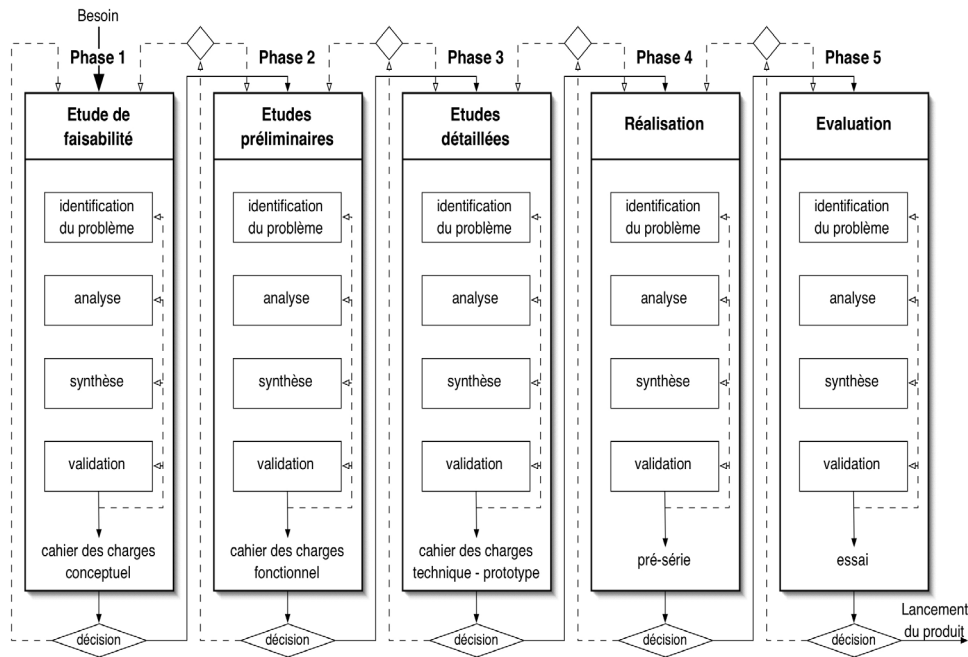 Besoin
Phase 1
Phase 2
Phase 3
Phase 4
Phase 5
Etude de
faisabilité
identification
du problème
analyse
synthèse
validation
cahier des charges
conceptuel
décision
Etudes
préliminaires
identification
du problème
analyse
synthèse
validation
cahier des charges
fonctionnel
décision
Etudes
détaillées
identification
du problème
analyse
synthèse
validation
cahier des charges
technique - prototype
décision
Réalisation
identification
du problème
analyse
synthèse
validation
pré-série
décision
Evaluation
identification
du problème
analyse
synthèse
validation
essai
décision
Lancement
du produit